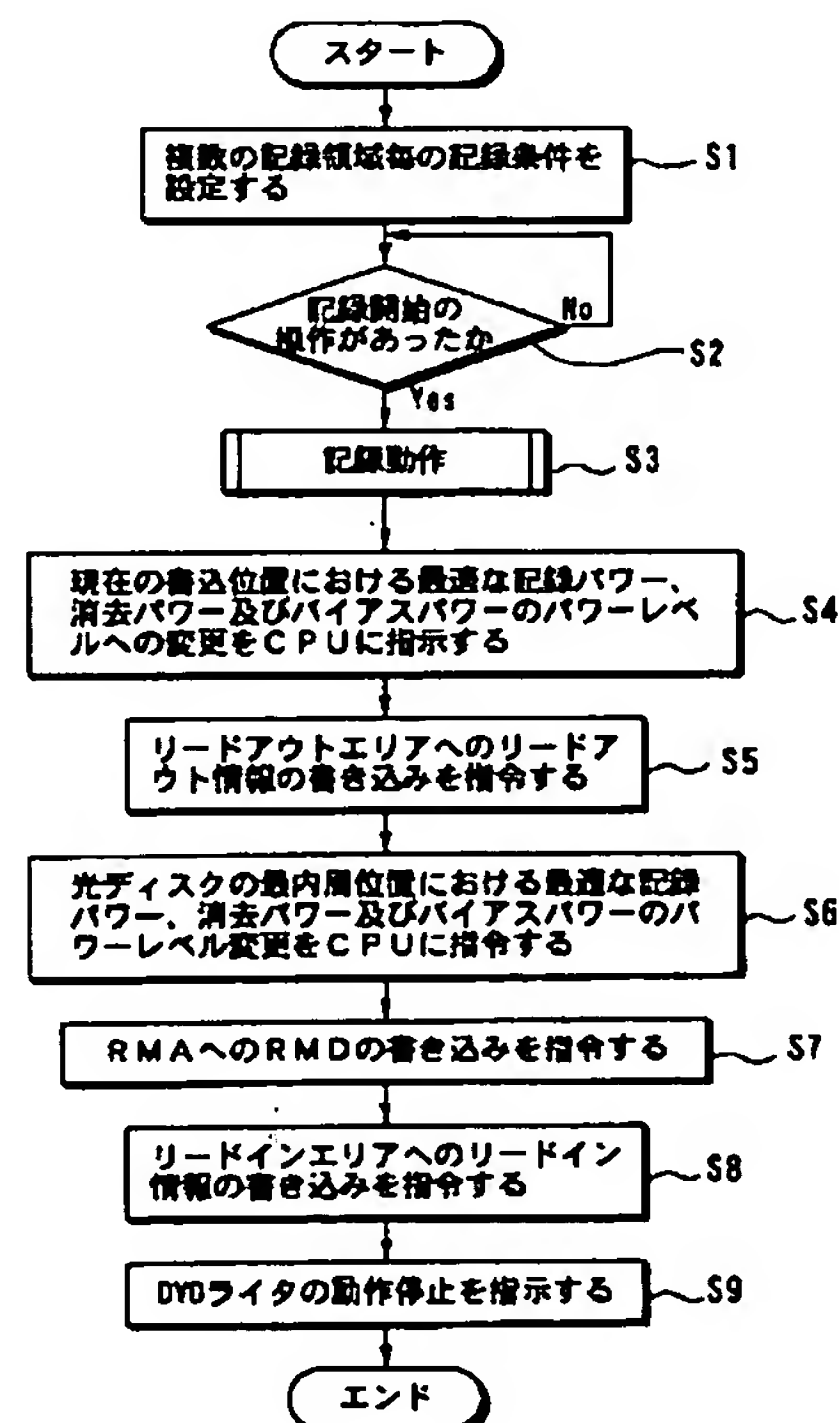 スタート
複数の記録領域毎の記録条件を
設定する
S1
記録開始の
操作があったか
No
S2
Yes
記録動作
S3
現在の書込位置における最適な記録パワー、
消去パワー及びバイアスパワーのパワーレベ
ルへの変更をCPUに指示する
S4
リードアウトエリアへのリードア
ウト情報の書き込みを指令する
S5
光ディスクの最内周位置における最適な記録
パワー、消去パワー及びバイアスパワーのパ
ワーレベル変更をCPUに指令する
S6
RMAへのRMDの書き込みを指令する
S7
リードインエリアへのリードイン
情報の書き込みを指令する
S8
DVDライタの動作停止を指示する
S9
エンド